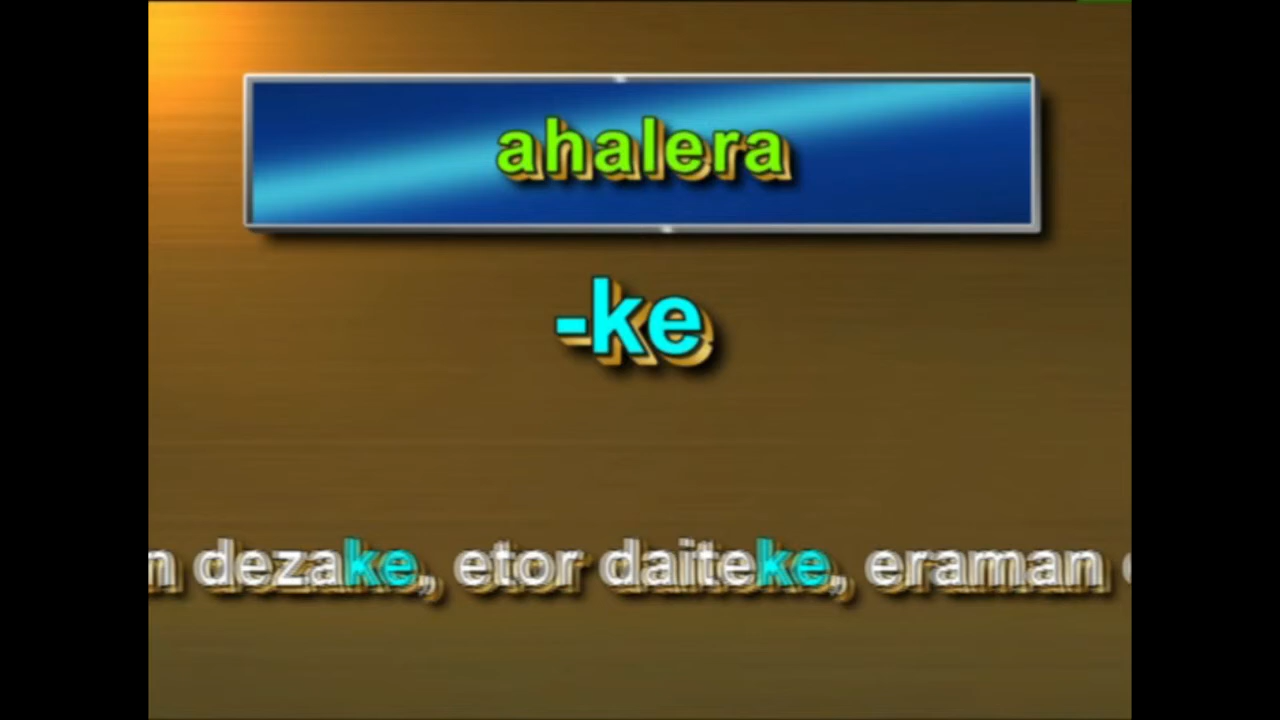 ahalera
-ke
n dezake, etor daiteke, eraman